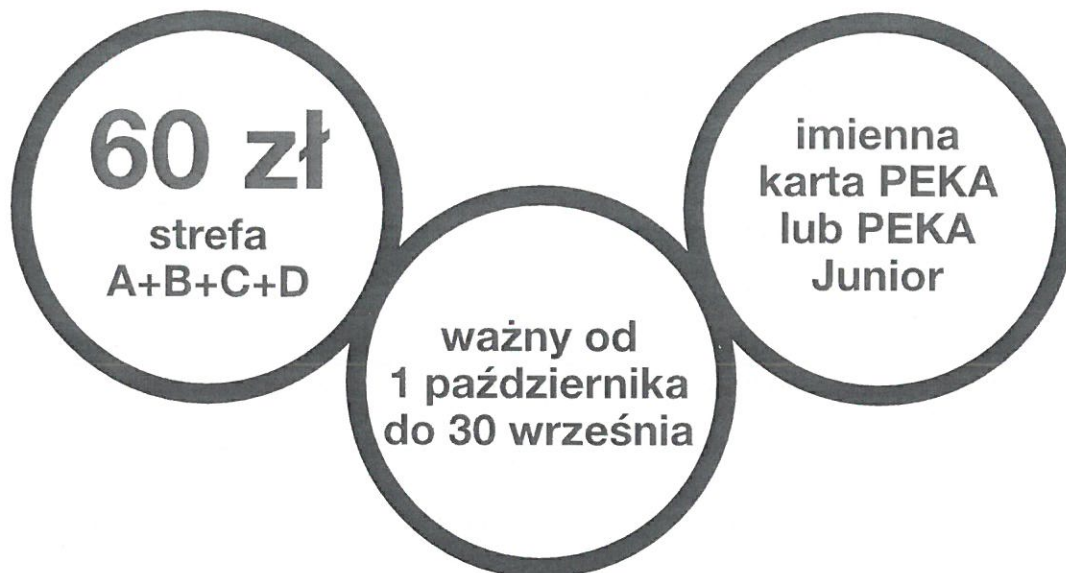 60 zł
strefa
A+B+C+D
ważny od
1 października
do 30 września
imienna
karta PEKA
lub PEKA
Junior